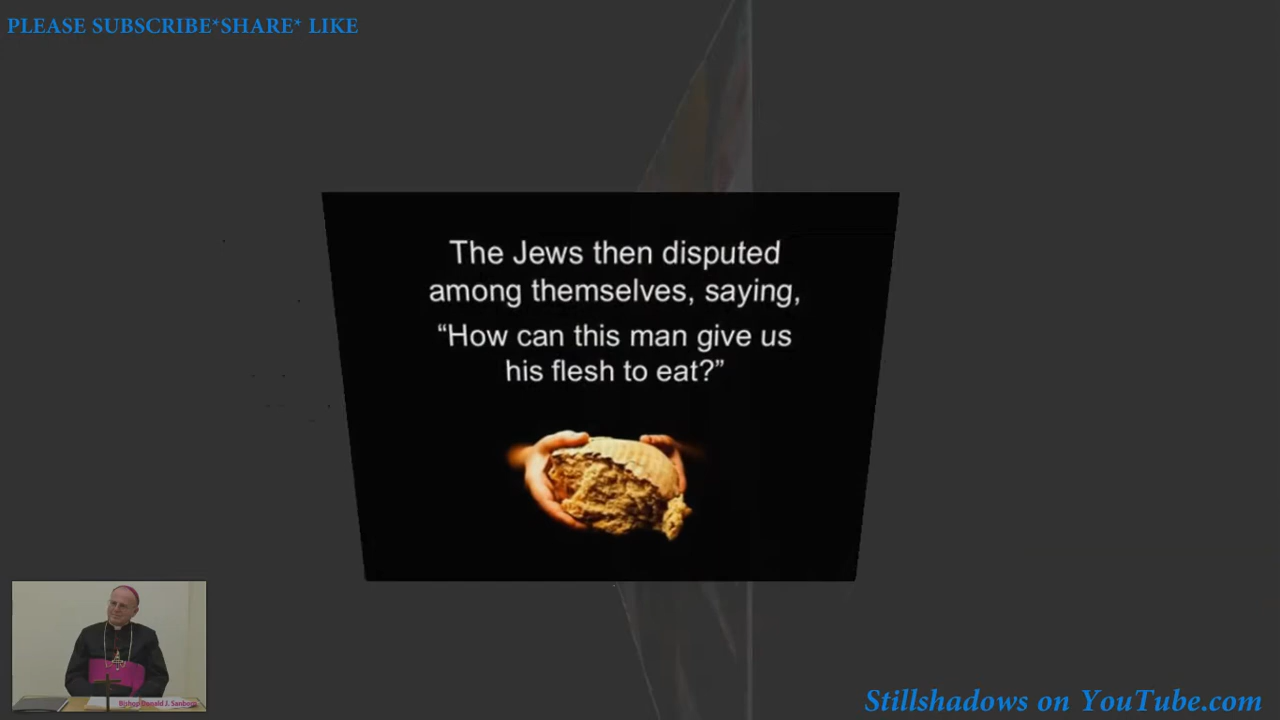 PLEASE SUBSCRIBE*SHARE* LIKE
The Jews then disputed
among themselves, saying,
“How can this man give us
his flesh to eat?”
Bishop Donald J. Sanborn
Stillshadows on YouTube.com